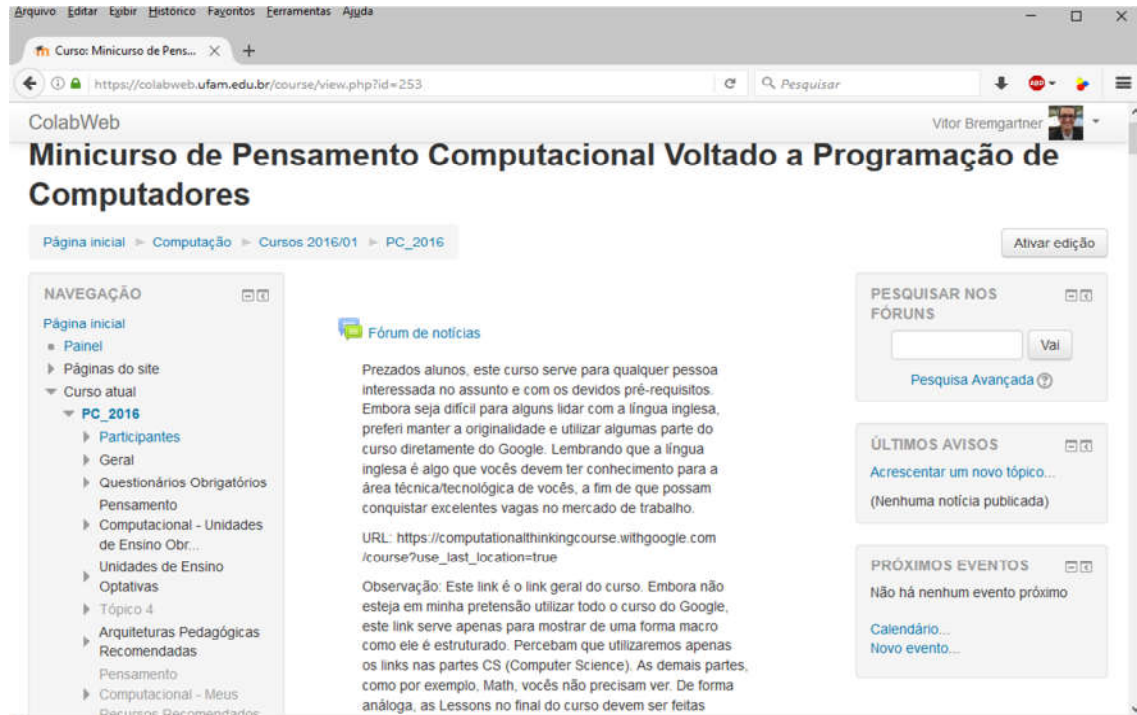 Arquivo Editar Exibir Histórico Favoritos Ferramentas Ajuda
Curso: Minicurso de Pens...
https://colabweb.ufam.edu.br/course/view.php?id=253
Pesquisar
ABP
ColabWeb
Vitor Bremgartner
Minicurso de Pensamento Computacional Voltado a Programação de
Computadores
Página inicial ► Computação ► Cursos 2016/01 ► PC_2016
Ativar edição
NAVEGAÇÃO
Página inicial
Painel
Páginas do site
Curso atual
PC_2016
Participantes
Geral
Questionários Obrigatórios
Pensamento
Computacional - Unidades
de Ensino Obr...
Unidades de Ensino
Optativas
Tópico 4
Arquiteturas Pedagógicas
Recomendadas
Pensamento
Computacional - Meus
Recursos Recomendados
Fórum de notícias
Prezados alunos, este curso serve para qualquer pessoa
interessada no assunto e com os devidos pré-requisitos.
Embora seja difícil para alguns lidar com a língua inglesa,
preferi manter a originalidade e utilizar algumas parte do
curso diretamente do Google. Lembrando que a língua
inglesa é algo que vocês devem ter conhecimento para a
área técnica/tecnológica de vocês, a fim de que possam
conquistar excelentes vagas no mercado de trabalho.
URL: https://computationalthinkingcourse.withgoogle.com
/course?use_last_location=true
Observação: Este link é o link geral do curso. Embora não
esteja em minha pretensão utilizar todo o curso do Google,
este link serve apenas para mostrar de uma forma macro
como ele é estruturado. Percebam que utilizaremos apenas
os links nas partes CS (Computer Science). As demais partes,
como por exemplo, Math, vocês não precisam ver. De forma
análoga, as Lessons no final do curso devem ser feitas
PESQUISAR NOS
FÓRUNS
Vai
Pesquisa Avançada
ÚLTIMOS AVISOS
Acrescentar um novo tópico...
(Nenhuma notícia publicada)
PRÓXIMOS EVENTOS
Não há nenhum evento próximo
Calendário...
Novo evento...